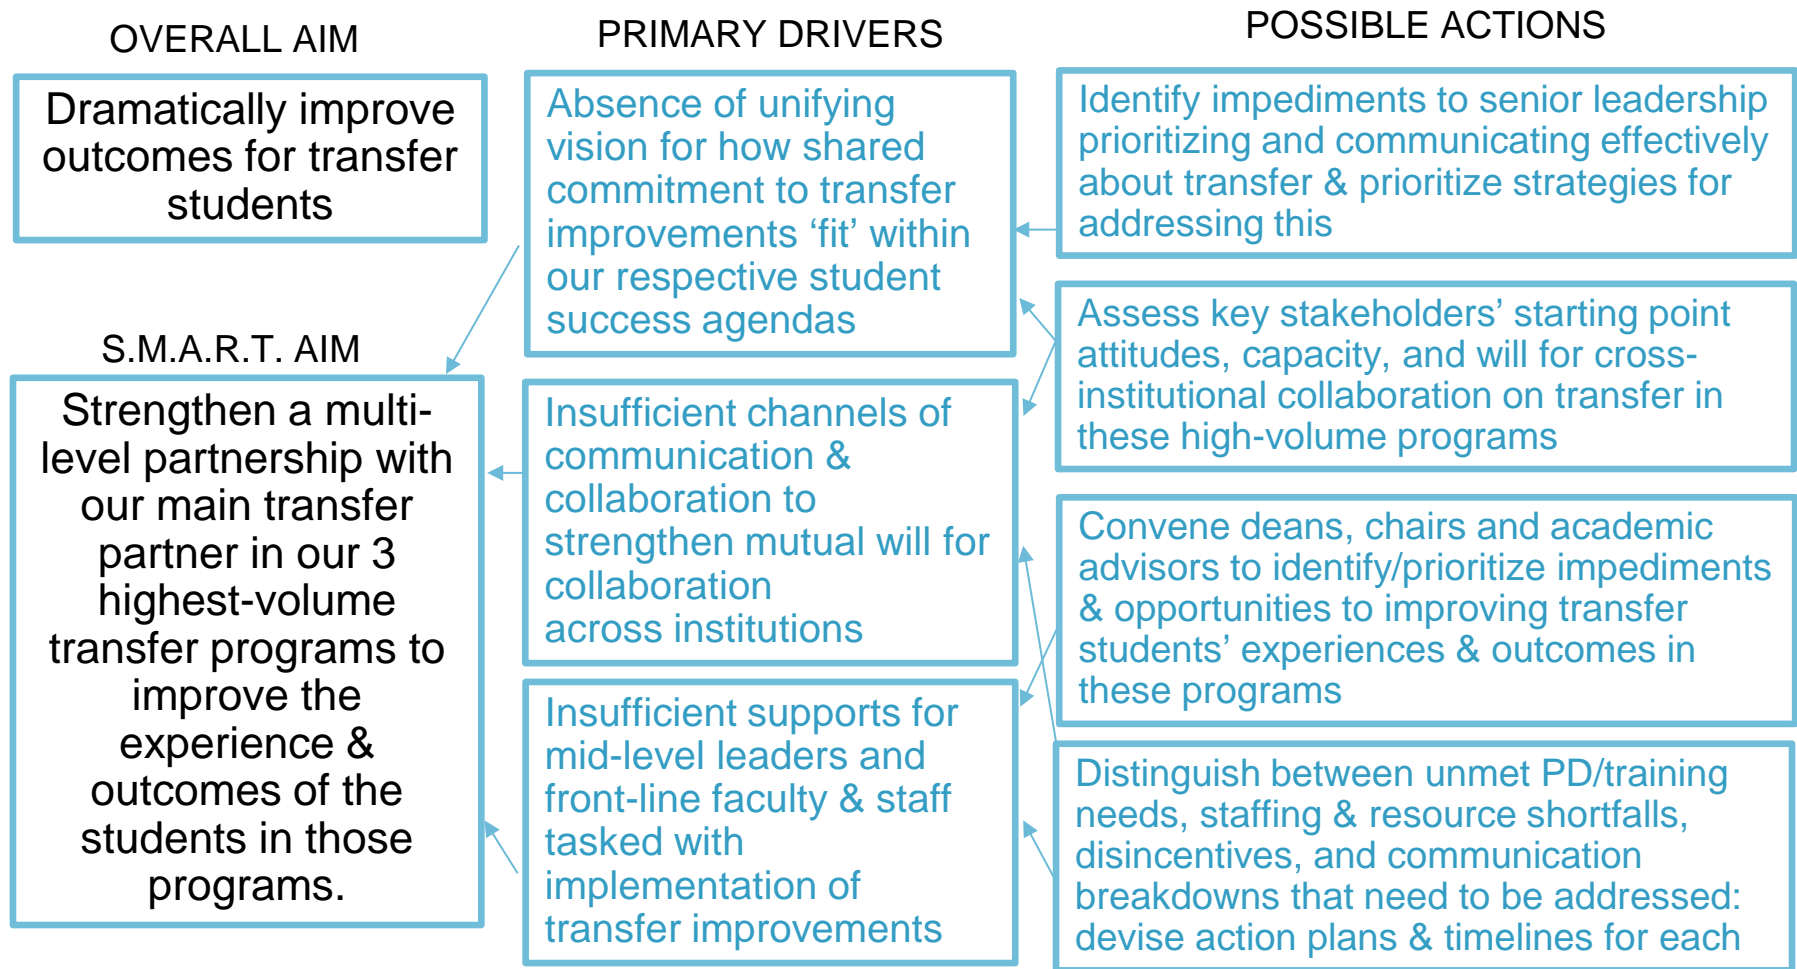 OVERALL AIM
Dramatically improve
outcomes for transfer
students
S.M.A.R.T. AIM
Strengthen a multi-
level partnership with
our main transfer
partner in our 3
highest-volume
transfer programs to
improve the
experience &
outcomes of the
students in those
programs.
PRIMARY DRIVERS
Absence of unifying
vision for how shared
commitment to transfer
improvements ‘fit’ within
our respective student
success agendas
Insufficient channels of
communication &
collaboration to
strengthen mutual will for
collaboration
across institutions
Insufficient supports for
mid-level leaders and
front-line faculty & staff
tasked with
implementation of
transfer improvements
POSSIBLE ACTIONS
Identify impediments to senior leadership
prioritizing and communicating effectively
about transfer & prioritize strategies for
addressing this
Assess key stakeholders’ starting point
attitudes, capacity, and will for cross-
institutional collaboration on transfer in
these high-volume programs
Convene deans, chairs and academic
advisors to identify/prioritize impediments
& opportunities to improving transfer
students’ experiences & outcomes in
these programs
Distinguish between unmet PD/training
needs, staffing & resource shortfalls,
disincentives, and communication
breakdowns that need to be addressed:
devise action plans & timelines for each